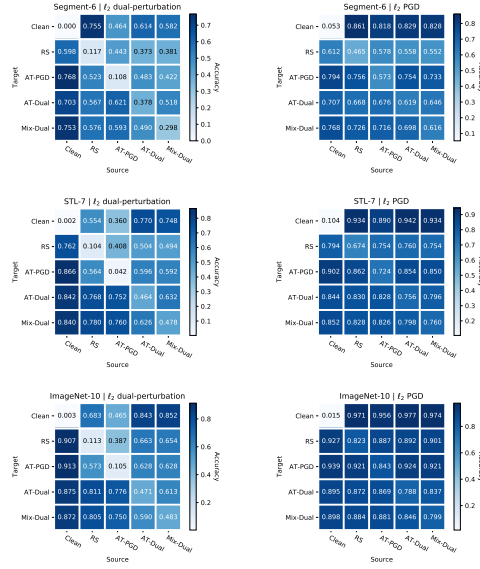 Segment-6 | ℓ₂ dual-perturbation
Target
Clean 0.000 0.755 0.464 0.614 0.582
RS 0.598 0.117 0.443 0.373 0.381
AT-PGD 0.768 0.523 0.108 0.483 0.422
AT-Dual 0.703 0.567 0.621 0.378 0.518
Mix-Dual 0.753 0.576 0.593 0.490 0.298
Clean RS AT-PGD AT-Dual Mix-Dual
Source
0.7
0.6
0.5
0.4
0.3
0.2
0.1
0.0
Accuracy
Segment-6 | ℓ₂ PGD
Target
Clean 0.053 0.861 0.818 0.829 0.828
RS 0.612 0.465 0.578 0.558 0.552
AT-PGD 0.794 0.756 0.573 0.754 0.733
AT-Dual 0.707 0.668 0.676 0.619 0.646
Mix-Dual 0.768 0.726 0.716 0.698 0.616
Clean RS AT-PGD AT-Dual Mix-Dual
Source
0.8
0.6
0.4
0.2
Accuracy
STL-7 | ℓ₂ dual-perturbation
Target
Clean 0.002 0.554 0.360 0.770 0.748
RS 0.762 0.104 0.408 0.504 0.494
AT-PGD 0.866 0.564 0.042 0.596 0.592
AT-Dual 0.842 0.768 0.752 0.464 0.632
Mix-Dual 0.840 0.780 0.760 0.626 0.478
Clean RS AT-PGD AT-Dual Mix-Dual
Source
0.8
0.6
0.4
0.2
Accuracy
STL-7 | ℓ₂ PGD
Target
Clean 0.104 0.934 0.890 0.942 0.934
RS 0.794 0.674 0.754 0.760 0.754
AT-PGD 0.902 0.862 0.724 0.854 0.850
AT-Dual 0.844 0.830 0.828 0.756 0.796
Mix-Dual 0.852 0.828 0.826 0.798 0.760
Clean RS AT-PGD AT-Dual Mix-Dual
Source
0.8
0.6
0.4
0.2
Accuracy
ImageNet-10 | ℓ₂ dual-perturbation
Target
Clean 0.003 0.683 0.465 0.843 0.852
RS 0.907 0.113 0.387 0.663 0.654
AT-PGD 0.913 0.573 0.105 0.628 0.628
AT-Dual 0.875 0.811 0.776 0.471 0.613
Mix-Dual 0.872 0.805 0.750 0.590 0.483
Clean RS AT-PGD AT-Dual Mix-Dual
Source
0.8
0.6
0.4
0.2
Accuracy
ImageNet-10 | ℓ₂ PGD
Target
Clean 0.015 0.971 0.956 0.977 0.974
RS 0.927 0.823 0.887 0.892 0.901
AT-PGD 0.939 0.921 0.843 0.924 0.921
AT-Dual 0.895 0.872 0.869 0.788 0.837
Mix-Dual 0.898 0.884 0.881 0.846 0.799
Clean RS AT-PGD AT-Dual Mix-Dual
Source
0.8
0.6
0.4
0.2
Accuracy